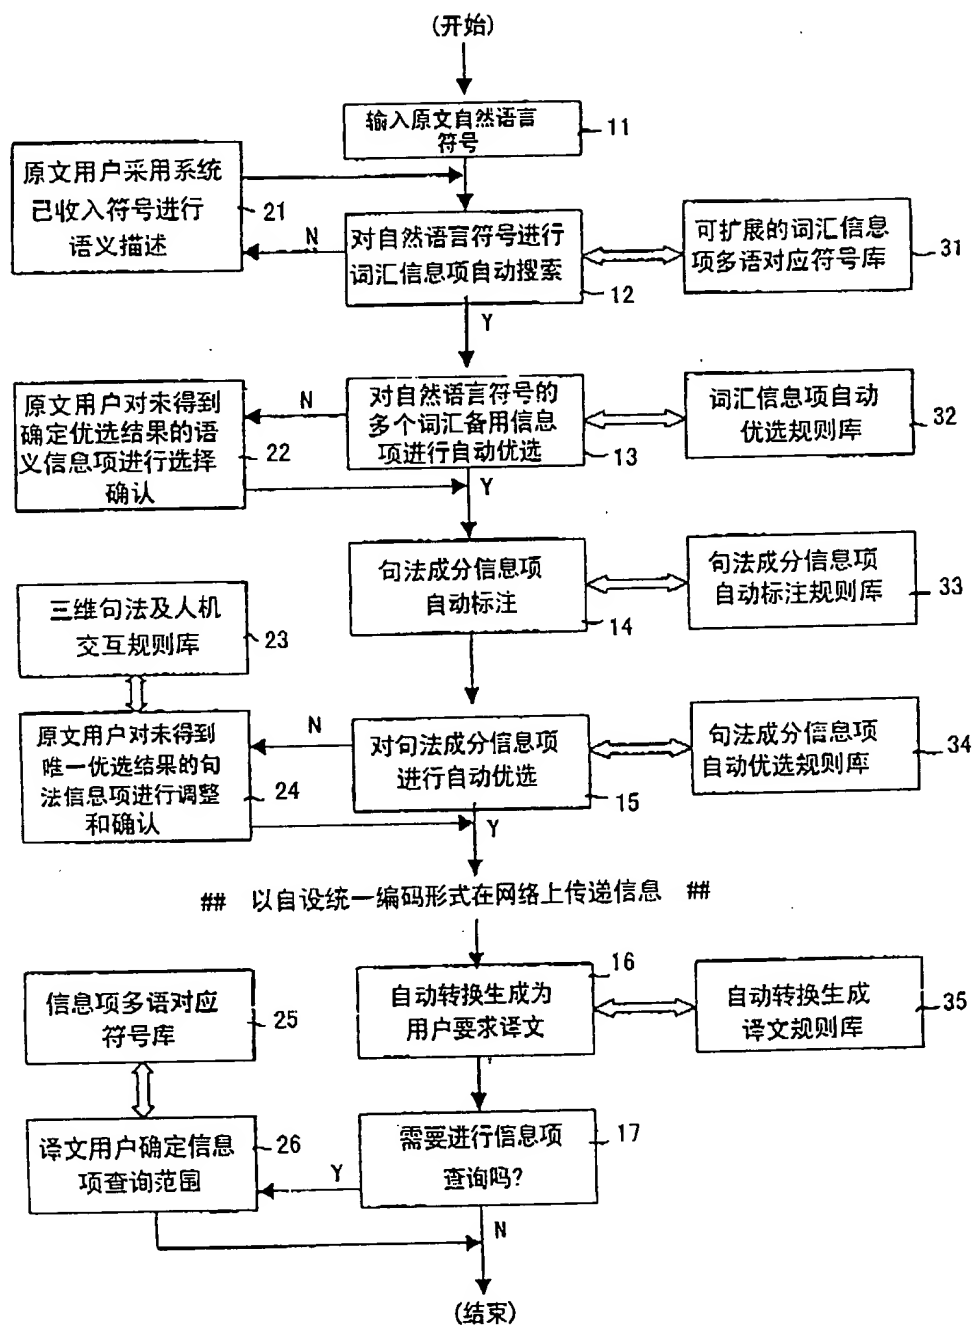 (开始)
输入原文自然语言
符号
11
原文用户采用系统
已收入符号进行
语义描述
21
N
对自然语言符号进行
词汇信息项自动搜索
12
可扩展的词汇信息
项多语对应符号库
31
Y
原文用户对未得到
确定优选结果的语
义信息项进行选择
确认
22
N
对自然语言符号的
多个词汇备用信息
项进行自动优选
13
词汇信息项自动
优选规则库
32
Y
句法成分信息项
自动标注
14
句法成分信息项
自动标注规则库
33
三维句法及人机
交互规则库
23
原文用户对未得到
唯一优选结果的句
法信息项进行调整
和确认
24
N
对句法成分信息项
进行自动优选
15
句法成分信息项
自动优选规则库
34
Y
## 以自设统一编码形式在网络上传递信息 ##
信息项多语对应
符号库
25
自动转换生成为
用户要求译文
16
自动转换生成
译文规则库
35
译文用户确定信息
项查询范围
26
Y
需要进行信息项
查询吗?
17
N
(结束)